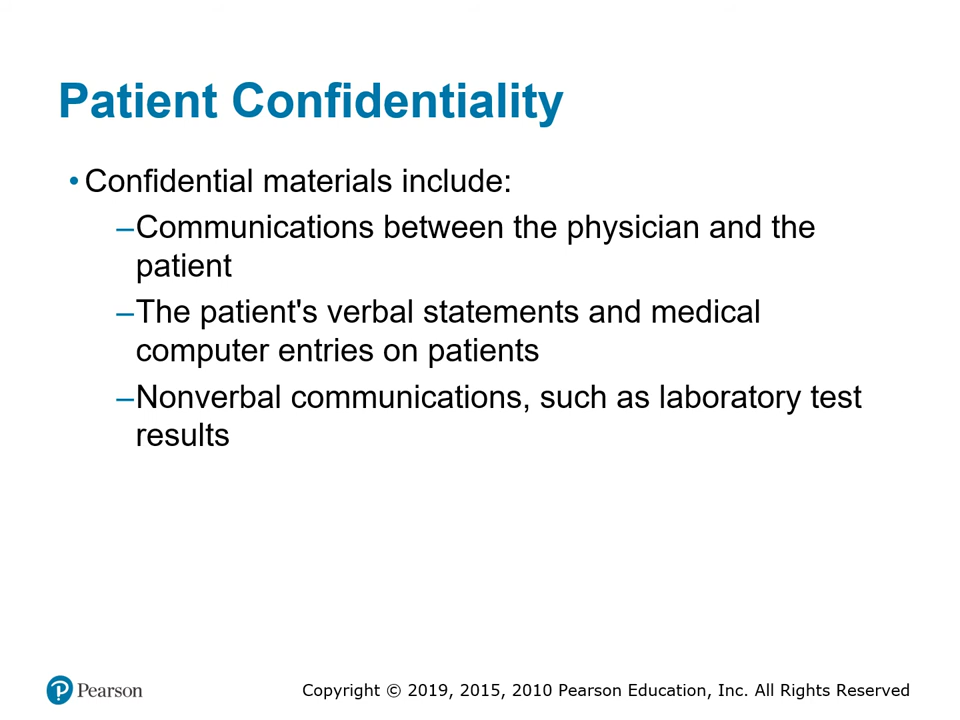 Patient Confidentiality
• Confidential materials include:
–Communications between the physician and the
patient
–The patient's verbal statements and medical
computer entries on patients
–Nonverbal communications, such as laboratory test
results
Pearson
Copyright © 2019, 2015, 2010 Pearson Education, Inc. All Rights Reserved